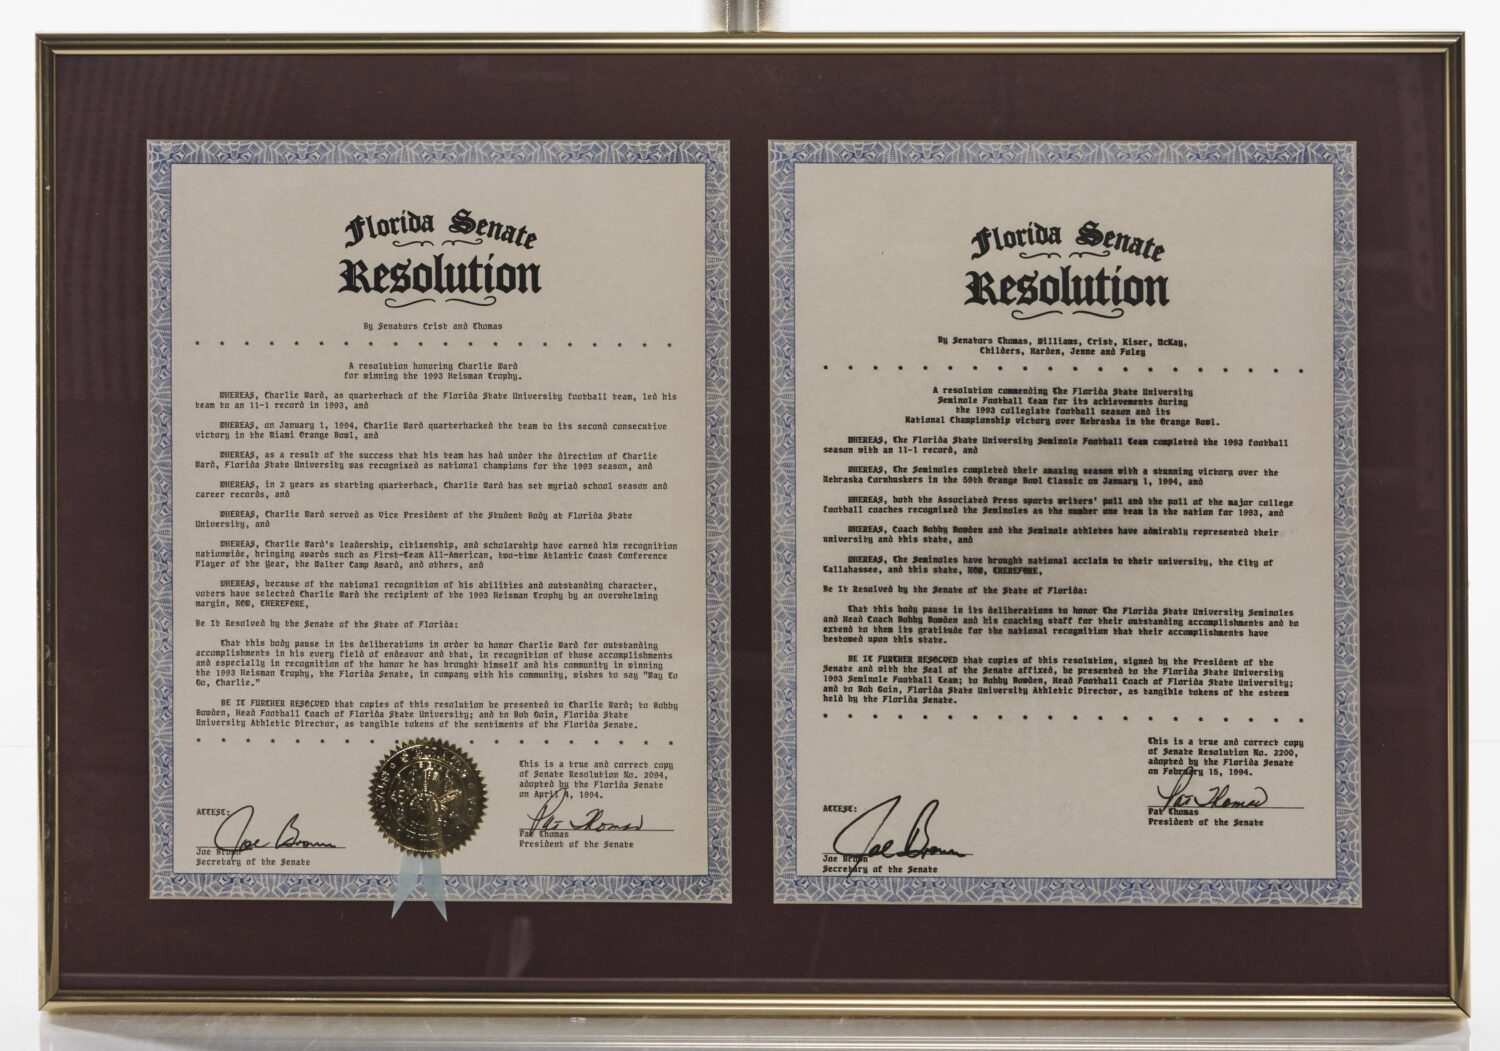 Florida Senate
Resolution
By Senators Crist and Thomas
A resolution honoring Charlie Ward
for winning the 1993 Heisman Trophy.
WHEREAS, Charlie Ward, as quarterback of the Florida State University football team, led his
team to an 11-1 record in 1993, and
WHEREAS, on January 1, 1994, Charlie Ward quarterbacked the team to its second consecutive
victory in the Miami Orange Bowl, and
WHEREAS, as a result of the success that his team has had under the direction of Charlie
Ward, Florida State University was recognized as national champions for the 1993 season, and
WHEREAS, in 2 years as starting quarterback, Charlie Ward has set myriad school season and
career records, and
WHEREAS, Charlie Ward served as Vice President of the Student Body at Florida State
University, and
WHEREAS, Charlie Ward's leadership, citizenship, and scholarship have earned him recognition
nationwide, bringing awards such as First-Team All-American, two-time Atlantic Coast Conference
Player of the Year, the Walter Camp Award, and others, and
WHEREAS, because of the national recognition of his abilities and outstanding character,
voters have selected Charlie Ward the recipient of the 1993 Heisman Trophy by an overwhelming
margin, NOW, THEREFORE,
Be It Resolved by the Senate of the State of Florida:
That this body pause in its deliberations in order to honor Charlie Ward for outstanding
accomplishments in his every field of endeavor and that, in recognition of those accomplishments
and especially in recognition of the honor he has brought himself and his community in winning
the 1993 Heisman Trophy, the Florida Senate, in company with his community, wishes to say "Way To
Go, Charlie."
BE IT FURTHER RESOLVED that copies of this resolution be presented to Charlie Ward; to Bobby
Bowden, Head Football Coach of Florida State University; and to Bob Goin, Florida State
University Athletic Director, as tangible tokens of the sentiments of the Florida Senate.
This is a true and correct copy
of Senate Resolution No. 2094,
adopted by the Florida Senate
on April 4, 1994.
ATTEST:
Joe Brown
Joe Brown
Secretary of the Senate
Pat Thomas
Pat Thomas
President of the Senate
Florida Senate
Resolution
By Senators Thomas, Williams, Crist, Kiser, McKay,
Childers, Harden, Jenne and Foley
A resolution commending The Florida State University
Seminole Football Team for its achievements during
the 1993 collegiate football season and its
National Championship victory over Nebraska in the Orange Bowl.
WHEREAS, The Florida State University Seminole Football Team completed the 1993 football
season with an 11-1 record, and
WHEREAS, The Seminoles completed their amazing season with a stunning victory over the
Nebraska Cornhuskers in the 59th Orange Bowl Classic on January 1, 1994, and
WHEREAS, both the Associated Press sports writers' poll and the poll of the major college
football coaches recognized the Seminoles as the number one team in the nation for 1993, and
WHEREAS, Coach Bobby Bowden and the Seminole athletes have admirably represented their
university and this state, and
WHEREAS, The Seminoles have brought national acclaim to their university, the City of
Tallahassee, and this state, NOW, THEREFORE,
Be It Resolved by the Senate of the State of Florida:
That this body pause in its deliberations to honor The Florida State University Seminoles
and Head Coach Bobby Bowden and his coaching staff for their outstanding accomplishments and to
extend to them its gratitude for the national recognition that their accomplishments have
bestowed upon this state.
BE IT FURTHER RESOLVED that copies of this resolution, signed by the President of the
Senate and with the Seal of the Senate affixed, be presented to the Florida State University
1993 Seminole Football Team; to Bobby Bowden, Head Football Coach of Florida State University;
and to Bob Goin, Florida State University Athletic Director, as tangible tokens of the esteem
held by the Florida Senate.
This is a true and correct copy
of Senate Resolution No. 2200,
adopted by the Florida Senate
on February 15, 1994.
ATTEST:
Joe Brown
Joe Brown
Secretary of the Senate
Pat Thomas
Pat Thomas
President of the Senate